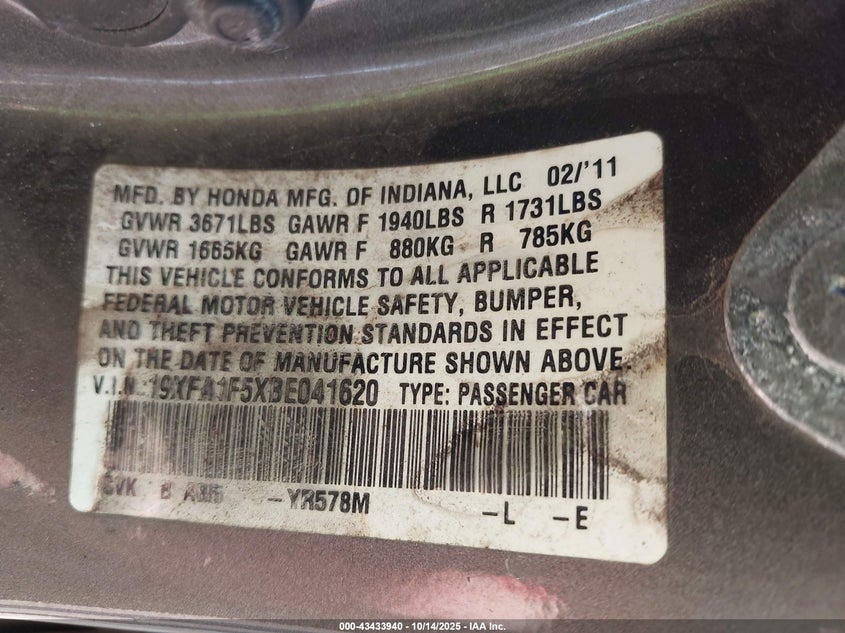 MFD. BY HONDA MFG. OF INDIANA, LLC 02/'11
GVWR 3671LBS GAWR F 1940LBS R 1731LBS
GVWR 1665KG GAWR F 880KG R 785KG
THIS VEHICLE CONFORMS TO ALL APPLICABLE
FEDERAL MOTOR VEHICLE SAFETY, BUMPER,
AND THEFT PREVENTION STANDARDS IN EFFECT
ON THE DATE OF MANUFACTURE SHOWN ABOVE.
V.I.N.: 19XFA1F5XBE041620 TYPE: PASSENGER CAR
B -YR578M -L -E
000-43433940 - 10/14/2025 - IAA Inc.